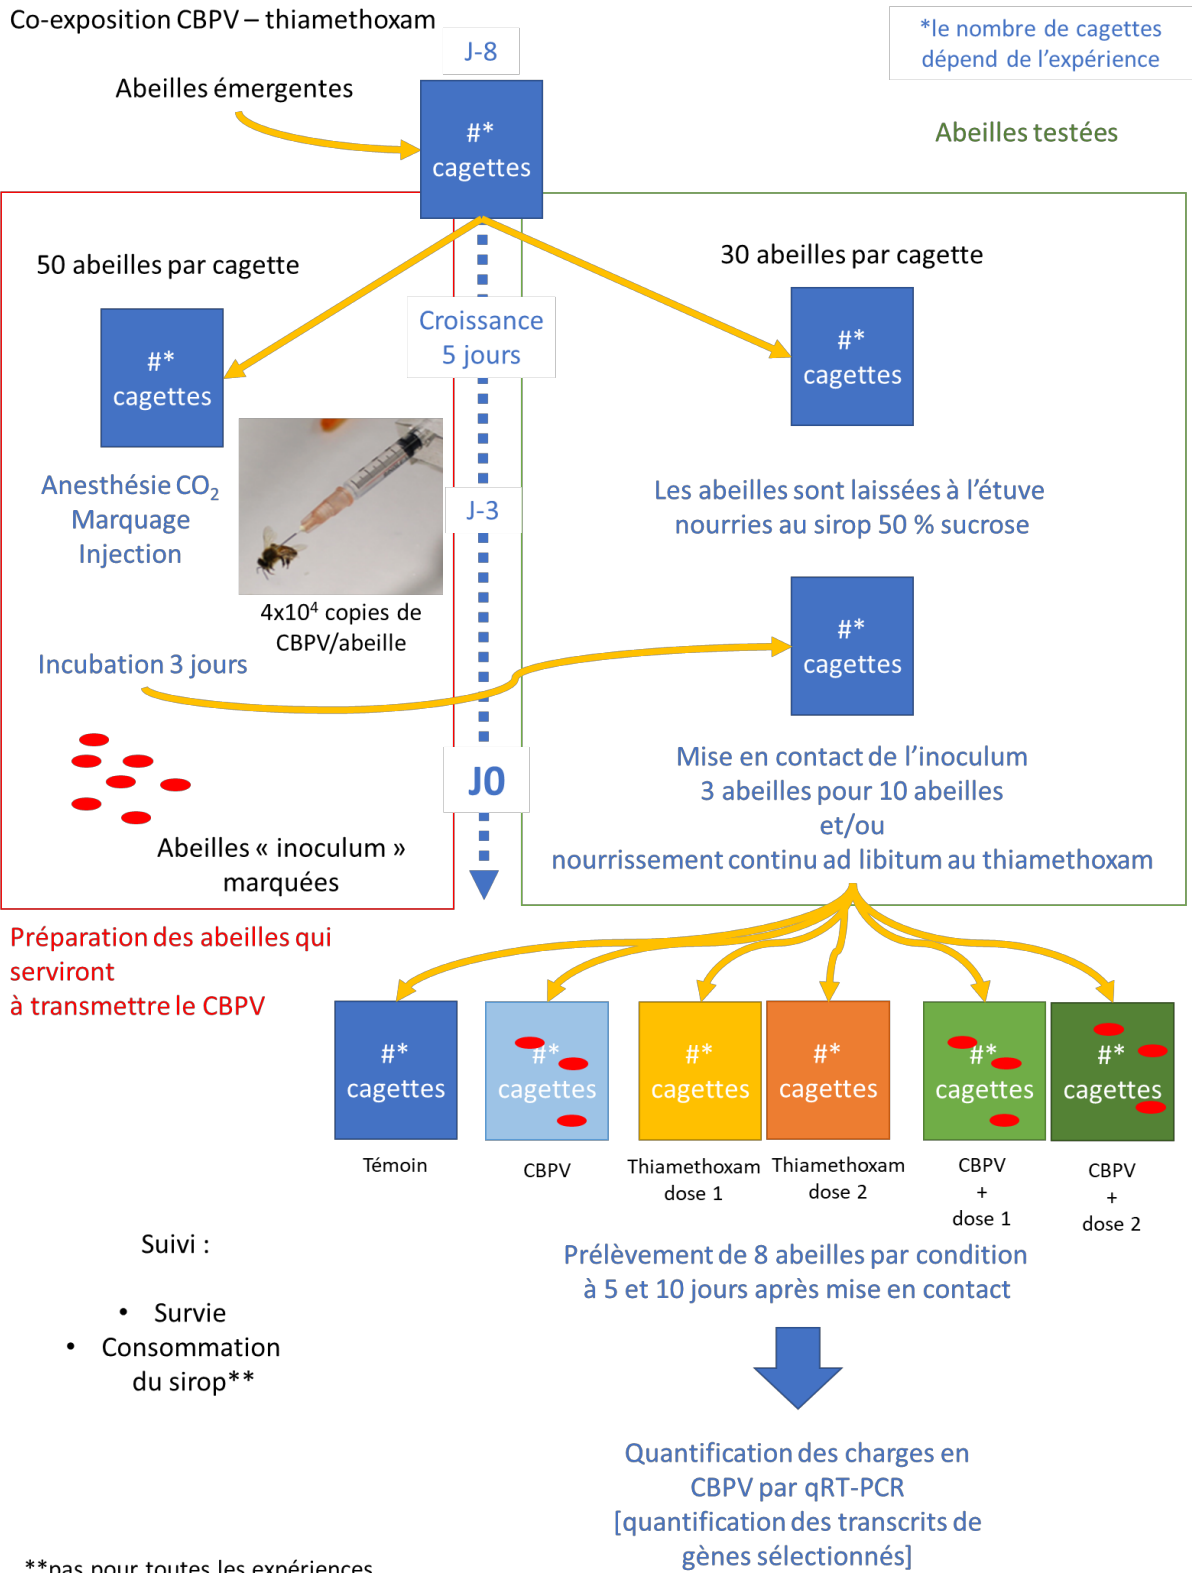 Co-exposition CBPV – thiamethoxam
*le nombre de cagettes
dépend de l’expérience
J-8
Abeilles émergentes
#*
cagettes
Abeilles testées
50 abeilles par cagette
30 abeilles par cagette
#*
cagettes
Croissance
5 jours
#*
cagettes
Anesthésie CO₂
Marquage
Injection
J-3
Les abeilles sont laissées à l’étuve
nourries au sirop 50 % sucrose
4x10⁴ copies de
CBPV/abeille
Incubation 3 jours
#*
cagettes
J0
Mise en contact de l’inoculum
3 abeilles pour 10 abeilles
et/ou
nourrissement continu ad libitum au thiamethoxam
Abeilles « inoculum »
marquées
Préparation des abeilles qui
serviront
à transmettre le CBPV
#*
cagettes
#*
cagettes
#*
cagettes
#*
cagettes
#*
cagettes
#*
cagettes
Témoin
CBPV
Thiamethoxam
dose 1
Thiamethoxam
dose 2
CBPV
+
dose 1
CBPV
+
dose 2
Suivi :
• Survie
• Consommation
du sirop**
Prélèvement de 8 abeilles par condition
à 5 et 10 jours après mise en contact
Quantification des charges en
CBPV par qRT-PCR
[quantification des transcrits de
gènes sélectionnés]
**pas pour toutes les expériences